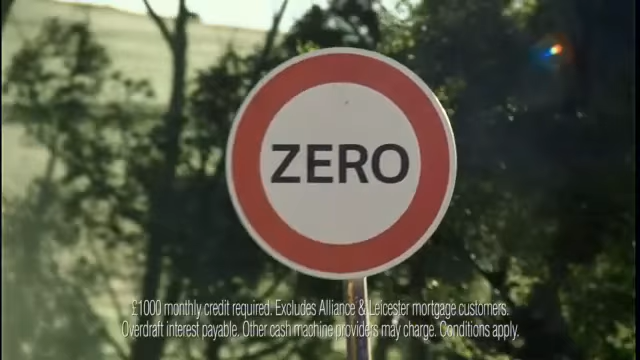 ZERO
£1000 monthly credit required. Excludes Alliance & Leicester mortgage customers.
Overdraft interest payable. Other cash machine providers may charge. Conditions apply.